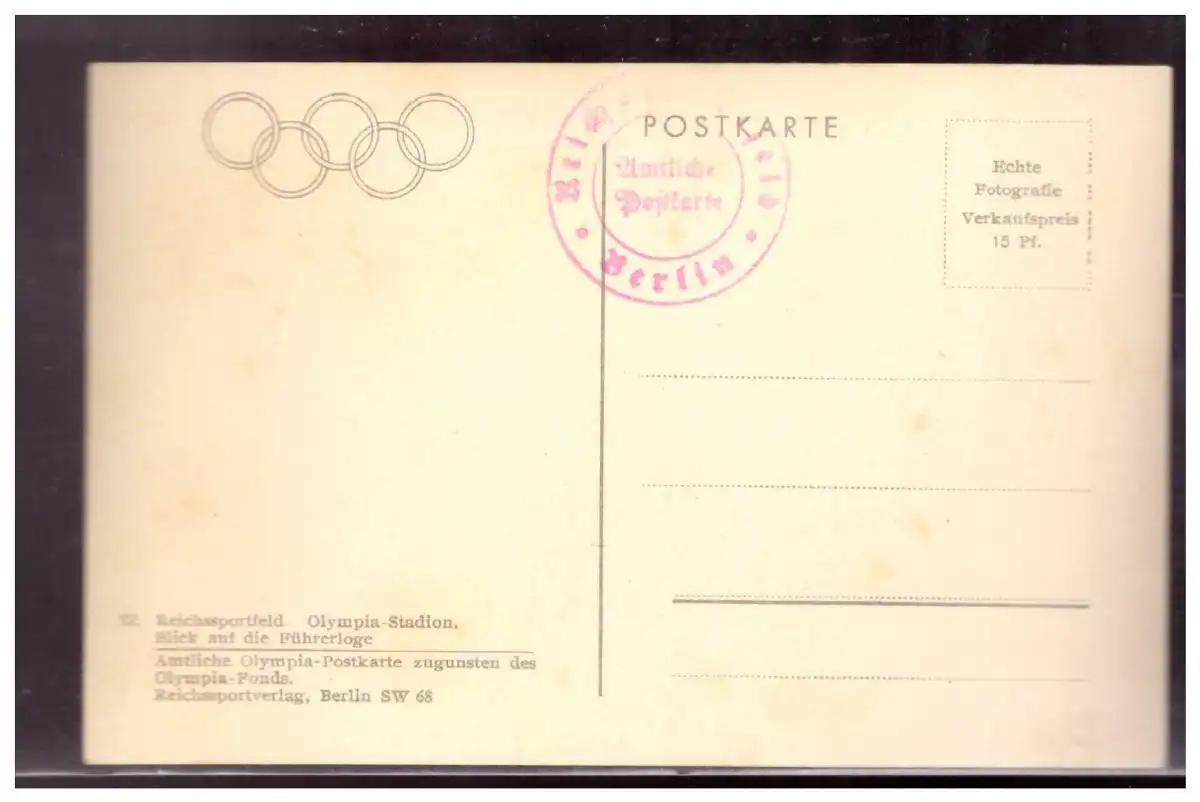 POSTKARTE
Amtliche
Postkarte
Berlin
Echte
Fotografie
Verkaufspreis
15 Pf.
Reichssportfeld Olympia-Stadion.
Blick auf die Führerloge
Amtliche Olympia-Postkarte zugunsten des
Olympia-Fonds.
Reichssportverlag, Berlin SW 68